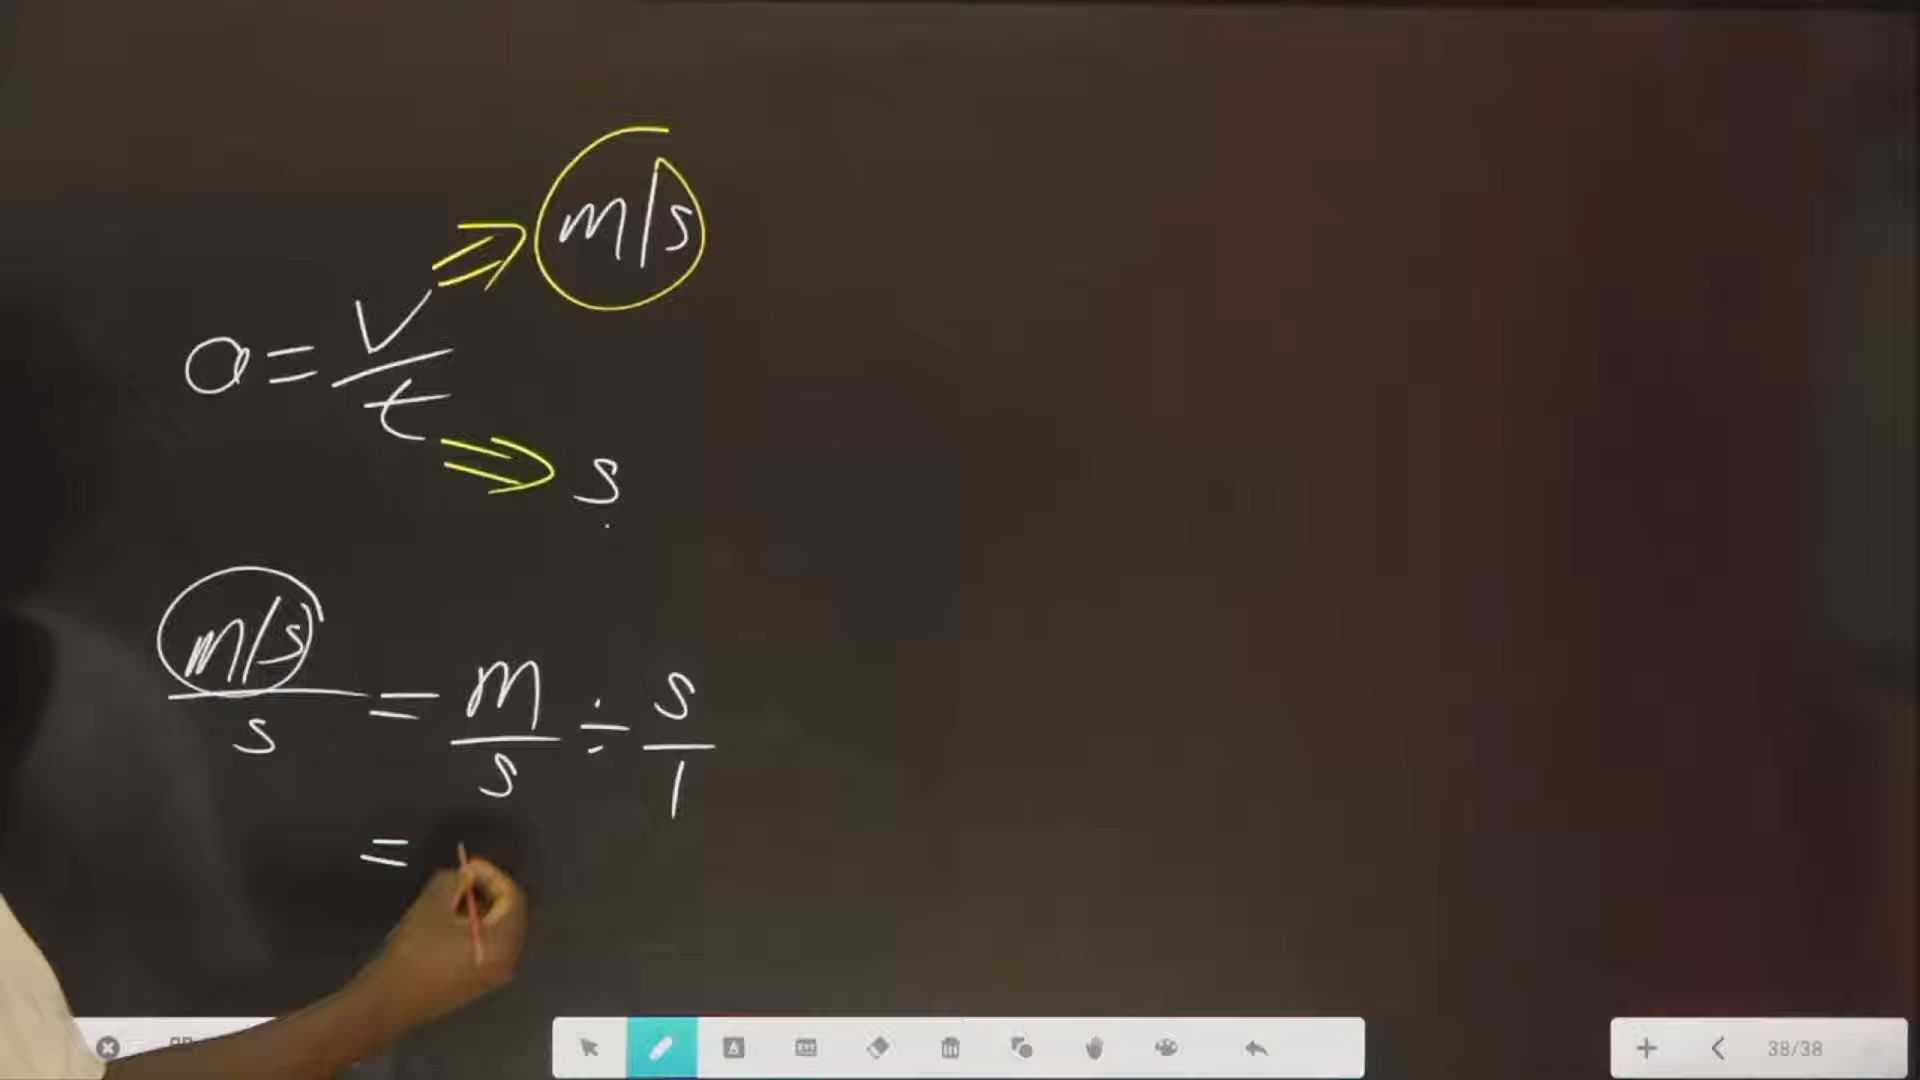 m/s
a = v/t
s
m/s / s = m/s ÷ s/1
=
38/38